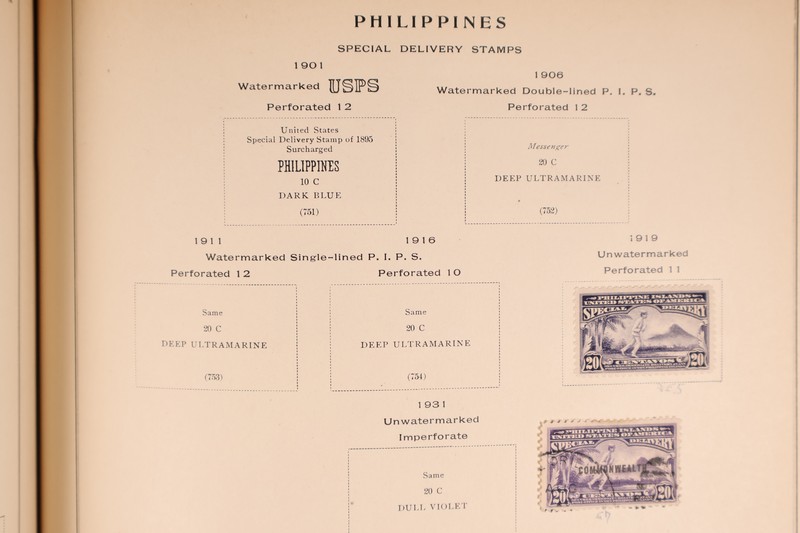 PHILIPPINES
SPECIAL DELIVERY STAMPS
1901
Watermarked USPS
Perforated 12
United States
Special Delivery Stamp of 1895
Surcharged
PHILIPPINES
10 C
DARK BLUE
(751)
1906
Watermarked Double-lined P. I. P. S.
Perforated 12
Messenger
20 C
DEEP ULTRAMARINE
(752)
1911
1916
Watermarked Single-lined P. I. P. S.
Perforated 12
Perforated 10
Same
20 C
DEEP ULTRAMARINE
(753)
Same
20 C
DEEP ULTRAMARINE
(754)
1919
Unwatermarked
Perforated 11
PHILIPPINE ISLANDS
UNITED STATES OF AMERICA
SPECIAL DELIVERY
20 CENTAVOS 20
755
1931
Unwatermarked
Imperforate
Same
20 C
DULL VIOLET
PHILIPPINE ISLANDS
UNITED STATES OF AMERICA
SPECIAL DELIVERY
COMMONWEALTH
20 CENTAVOS 20